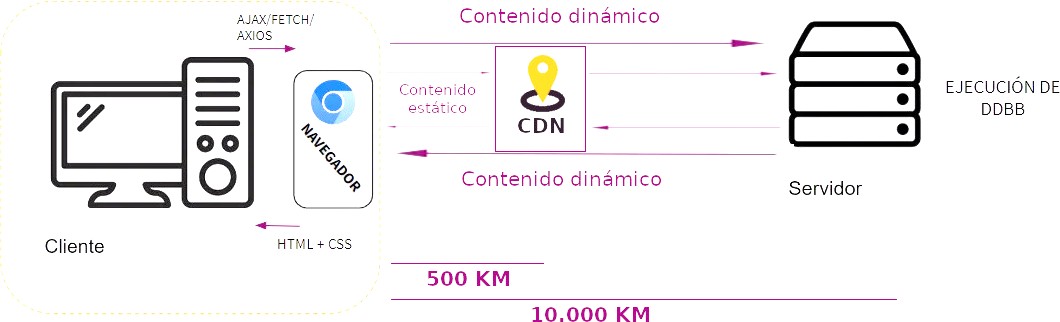 AJAX/FETCH/
AXIOS
NAVEGADOR
Cliente
HTML + CSS
Contenido dinámico
Contenido
estático
CDN
Contenido dinámico
Servidor
EJECUCIÓN DE
DDBB
500 KM
10.000 KM